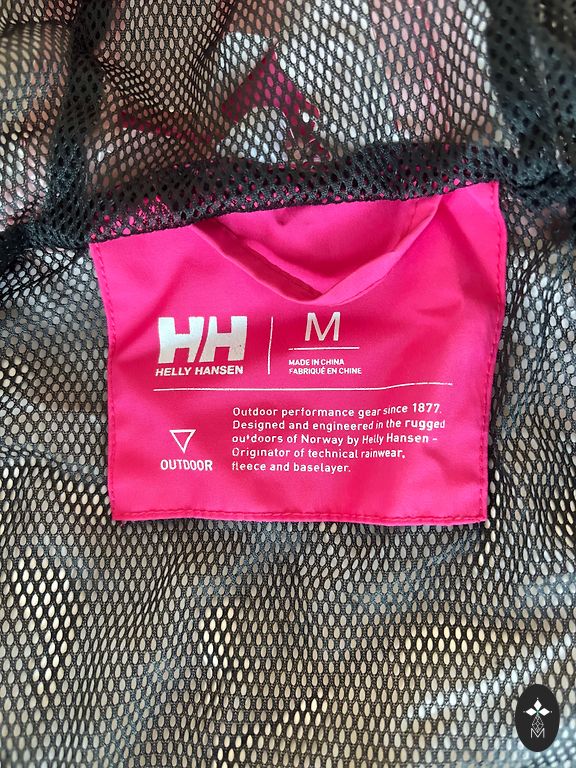 HH
HELLY HANSEN
M
MADE IN CHINA
FABRIQUÉ EN CHINE
OUTDOOR
Outdoor performance gear since 1877.
Designed and engineered in the rugged
outdoors of Norway by Helly Hansen -
Originator of technical rainwear,
fleece and baselayer.
M